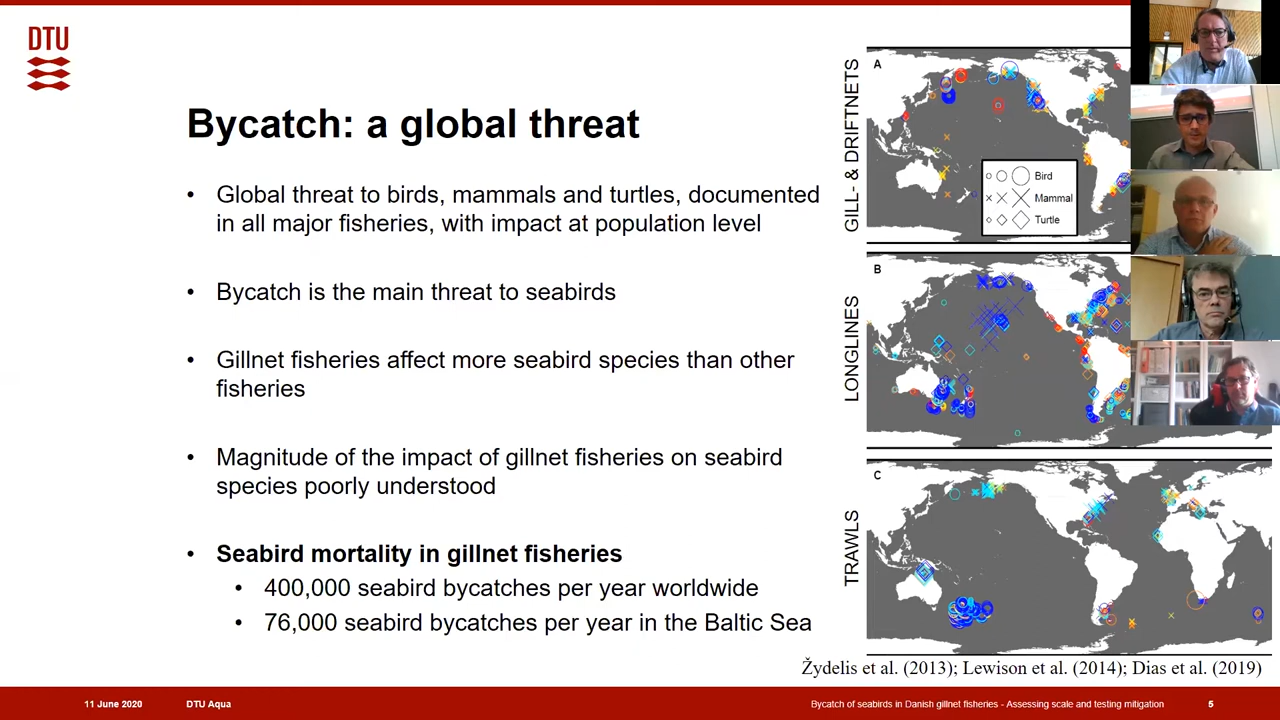 DTU
Bycatch: a global threat
• Global threat to birds, mammals and turtles, documented
in all major fisheries, with impact at population level
• Bycatch is the main threat to seabirds
• Gillnet fisheries affect more seabird species than other
fisheries
• Magnitude of the impact of gillnet fisheries on seabird
species poorly understood
• Seabird mortality in gillnet fisheries
• 400,000 seabird bycatches per year worldwide
• 76,000 seabird bycatches per year in the Baltic Sea
GILL- & DRIFTNETS
A
Bird
Mammal
Turtle
LONGLINES
B
TRAWLS
C
Žydelis et al. (2013); Lewison et al. (2014); Dias et al. (2019)
11 June 2020
DTU Aqua
Bycatch of seabirds in Danish gillnet fisheries - Assessing scale and testing mitigation
5